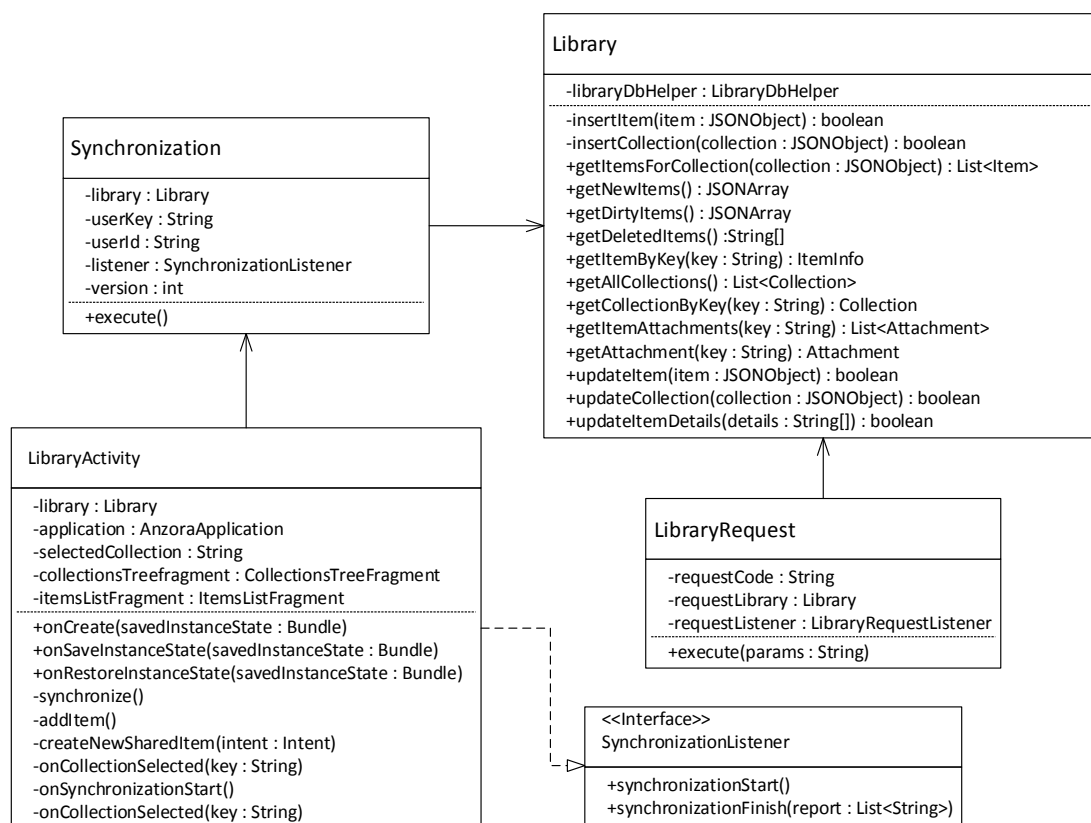 Library
-libraryDbHelper : LibraryDbHelper
-insertItem(item : JSONObject) : boolean
-insertCollection(collection : JSONObject) : boolean
+getItemsForCollection(collection : JSONObject) : List<Item>
+getNewItems() : JSONArray
+getDirtyItems() : JSONArray
+getDeletedItems() :String[]
+getItemByKey(key : String) : ItemInfo
+getAllCollections() : List<Collection>
+getCollectionByKey(key : String) : Collection
+getItemAttachments(key : String) : List<Attachment>
+getAttachment(key : String) : Attachment
+updateItem(item : JSONObject) : boolean
+updateCollection(collection : JSONObject) : boolean
+updateItemDetails(details : String[]) : boolean
Synchronization
-library : Library
-userKey : String
-userId : String
-listener : SynchronizationListener
-version : int
+execute()
LibraryActivity
-library : Library
-application : AnzoraApplication
-selectedCollection : String
-collectionsTreefragment : CollectionsTreeFragment
-itemsListFragment : ItemsListFragment
+onCreate(savedInstanceState : Bundle)
+onSaveInstanceState(savedInstanceState : Bundle)
+onRestoreInstanceState(savedInstanceState : Bundle)
-synchronize()
-addItem()
-createNewSharedItem(intent : Intent)
-onCollectionSelected(key : String)
-onSynchronizationStart()
-onCollectionSelected(key : String)
LibraryRequest
-requestCode : String
-requestLibrary : Library
-requestListener : LibraryRequestListener
+execute(params : String)
<<Interface>>
SynchronizationListener
+synchronizationStart()
+synchronizationFinish(report : List<String>)